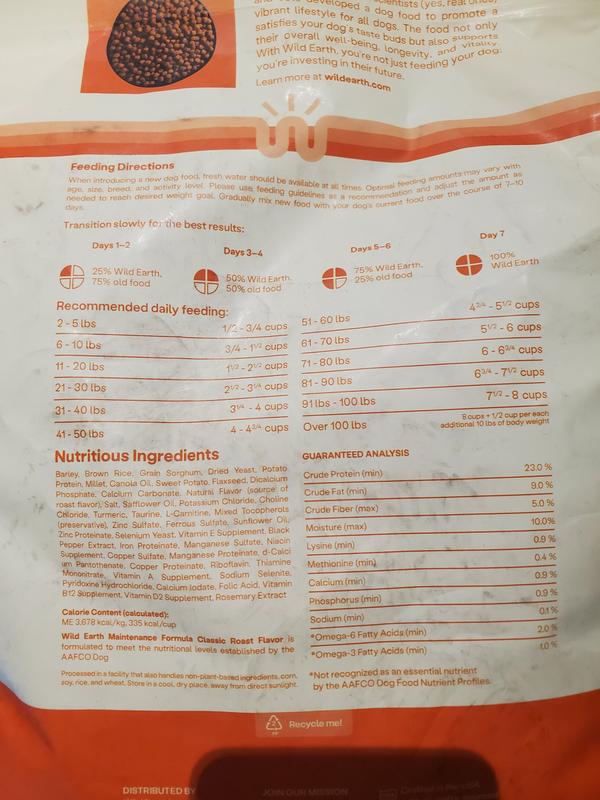 developed a dog food to promote a
vibrant lifestyle for all dogs. The food not only
satisfies your dog's taste buds but also supports
their overall well-being, longevity, and vitality.
With Wild Earth, you're not just feeding your dog;
you're investing in their future.
Learn more at wildearth.com
Feeding Directions
When introducing a new dog food, fresh water should be available at all times. Optimal feeding amounts may vary with
age, size, breed, and activity level. Please use feeding guidelines as a recommendation and adjust the amount as
needed to reach desired weight goal. Gradually mix new food with your dog's current food over the course of 7–10
days.
Transition slowly for the best results:
Days 1–2
25% Wild Earth,
75% old food
Days 3–4
50% Wild Earth,
50% old food
Days 5–6
75% Wild Earth,
25% old food
Day 7
100%
Wild Earth
Recommended daily feeding:
2 - 5 lbs 1/2 - 3/4 cups
6 - 10 lbs 3/4 - 1 1/2 cups
11 - 20 lbs 1 1/2 - 2 1/2 cups
21 - 30 lbs 2 1/2 - 3 1/4 cups
31 - 40 lbs 3 1/4 - 4 cups
41 - 50 lbs 4 - 4 3/4 cups
51 - 60 lbs 4 3/4 - 5 1/2 cups
61 - 70 lbs 5 1/2 - 6 cups
71 - 80 lbs 6 - 6 3/4 cups
81 - 90 lbs 6 3/4 - 7 1/2 cups
91 lbs - 100 lbs 7 1/2 - 8 cups
Over 100 lbs 8 cups + 1/2 cup per each
additional 10 lbs of body weight
Nutritious Ingredients
Barley, Brown Rice, Grain Sorghum, Dried Yeast, Potato
Protein, Millet, Canola Oil, Sweet Potato, Flaxseed, Dicalcium
Phosphate, Calcium Carbonate, Natural Flavor (source of
roast flavor), Salt, Safflower Oil, Potassium Chloride, Choline
Chloride, Turmeric, Taurine, L-Carnitine, Mixed Tocopherols
(preservative), Zinc Sulfate, Ferrous Sulfate, Sunflower Oil,
Zinc Proteinate, Selenium Yeast, Vitamin E Supplement, Black
Pepper Extract, Iron Proteinate, Manganese Sulfate, Niacin
Supplement, Copper Sulfate, Manganese Proteinate, d-Calci
um Pantothenate, Copper Proteinate, Riboflavin, Thiamine
Mononitrate, Vitamin A Supplement, Sodium Selenite,
Pyridoxine Hydrochloride, Calcium Iodate, Folic Acid, Vitamin
B12 Supplement, Vitamin D2 Supplement, Rosemary Extract
Calorie Content (calculated):
ME 3,678 kcal/kg, 335 kcal/cup
Wild Earth Maintenance Formula Classic Roast Flavor is
formulated to meet the nutritional levels established by the
AAFCO Dog
Processed in a facility that also handles non-plant-based ingredients, corn,
soy, rice, and wheat. Store in a cool, dry place, away from direct sunlight.
GUARANTEED ANALYSIS
Crude Protein (min) 23.0 %
Crude Fat (min) 9.0 %
Crude Fiber (max) 5.0 %
Moisture (max) 10.0%
Lysine (min) 0.9 %
Methionine (min) 0.4 %
Calcium (min) 0.9 %
Phosphorus (min) 0.9 %
Sodium (min) 0.1 %
*Omega-6 Fatty Acids (min) 2.0 %
*Omega-3 Fatty Acids (min) 1.0 %
*Not recognized as an essential nutrient
by the AAFCO Dog Food Nutrient Profiles.
Recycle me!
DISTRIBUTED BY
JOIN OUR MISSION
Crafted in the USA